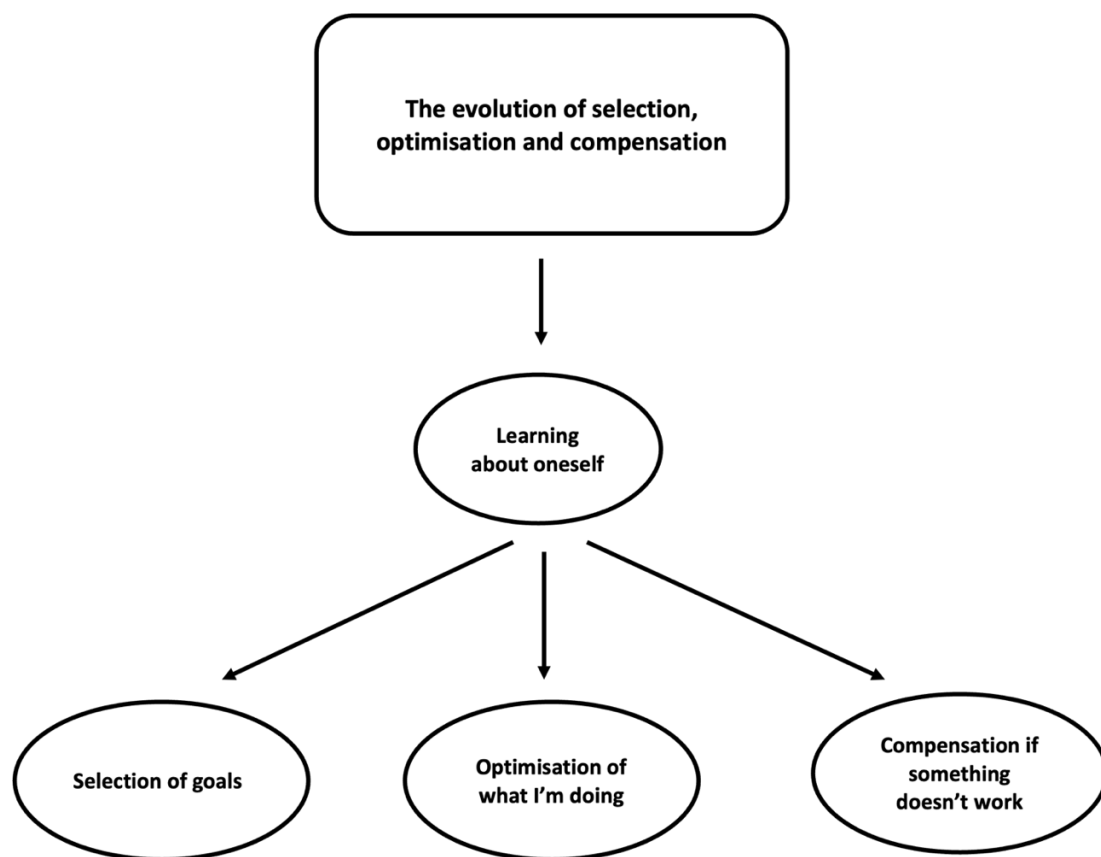 The evolution of selection,
optimisation and compensation
Learning
about oneself
Selection of goals
Optimisation of
what I’m doing
Compensation if
something
doesn’t work